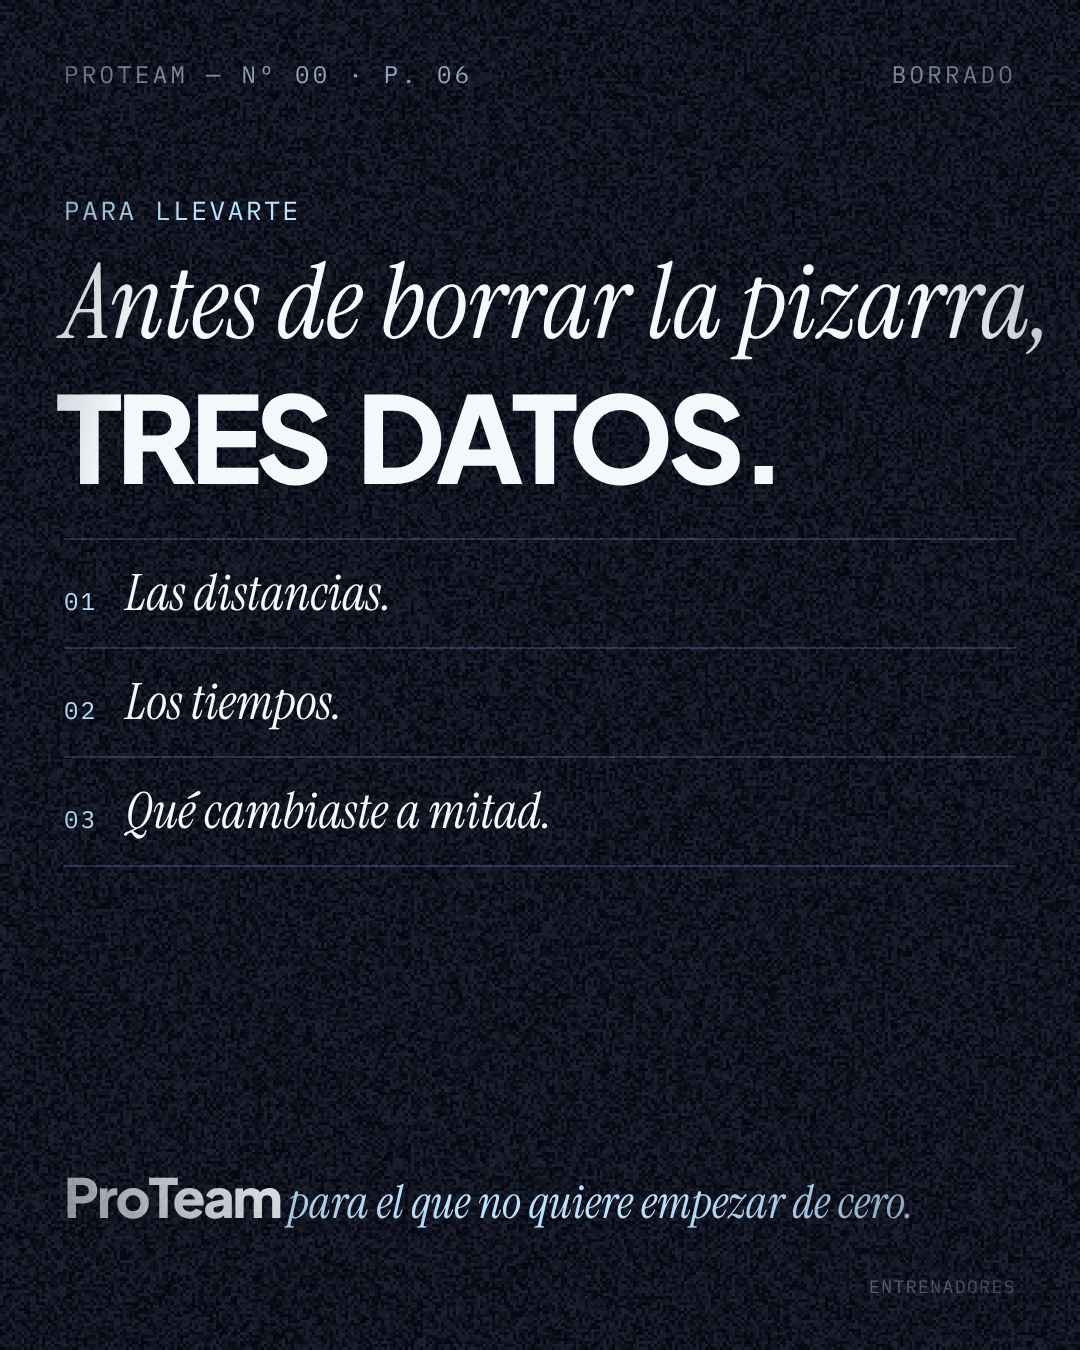 PROTEAM — Nº 00 · P. 06
BORRADO
PARA LLEVARTE
Antes de borrar la pizarra,
TRES DATOS.
01 Las distancias.
02 Los tiempos.
03 Qué cambiaste a mitad.
ProTeam para el que no quiere empezar de cero.
ENTRENADORES